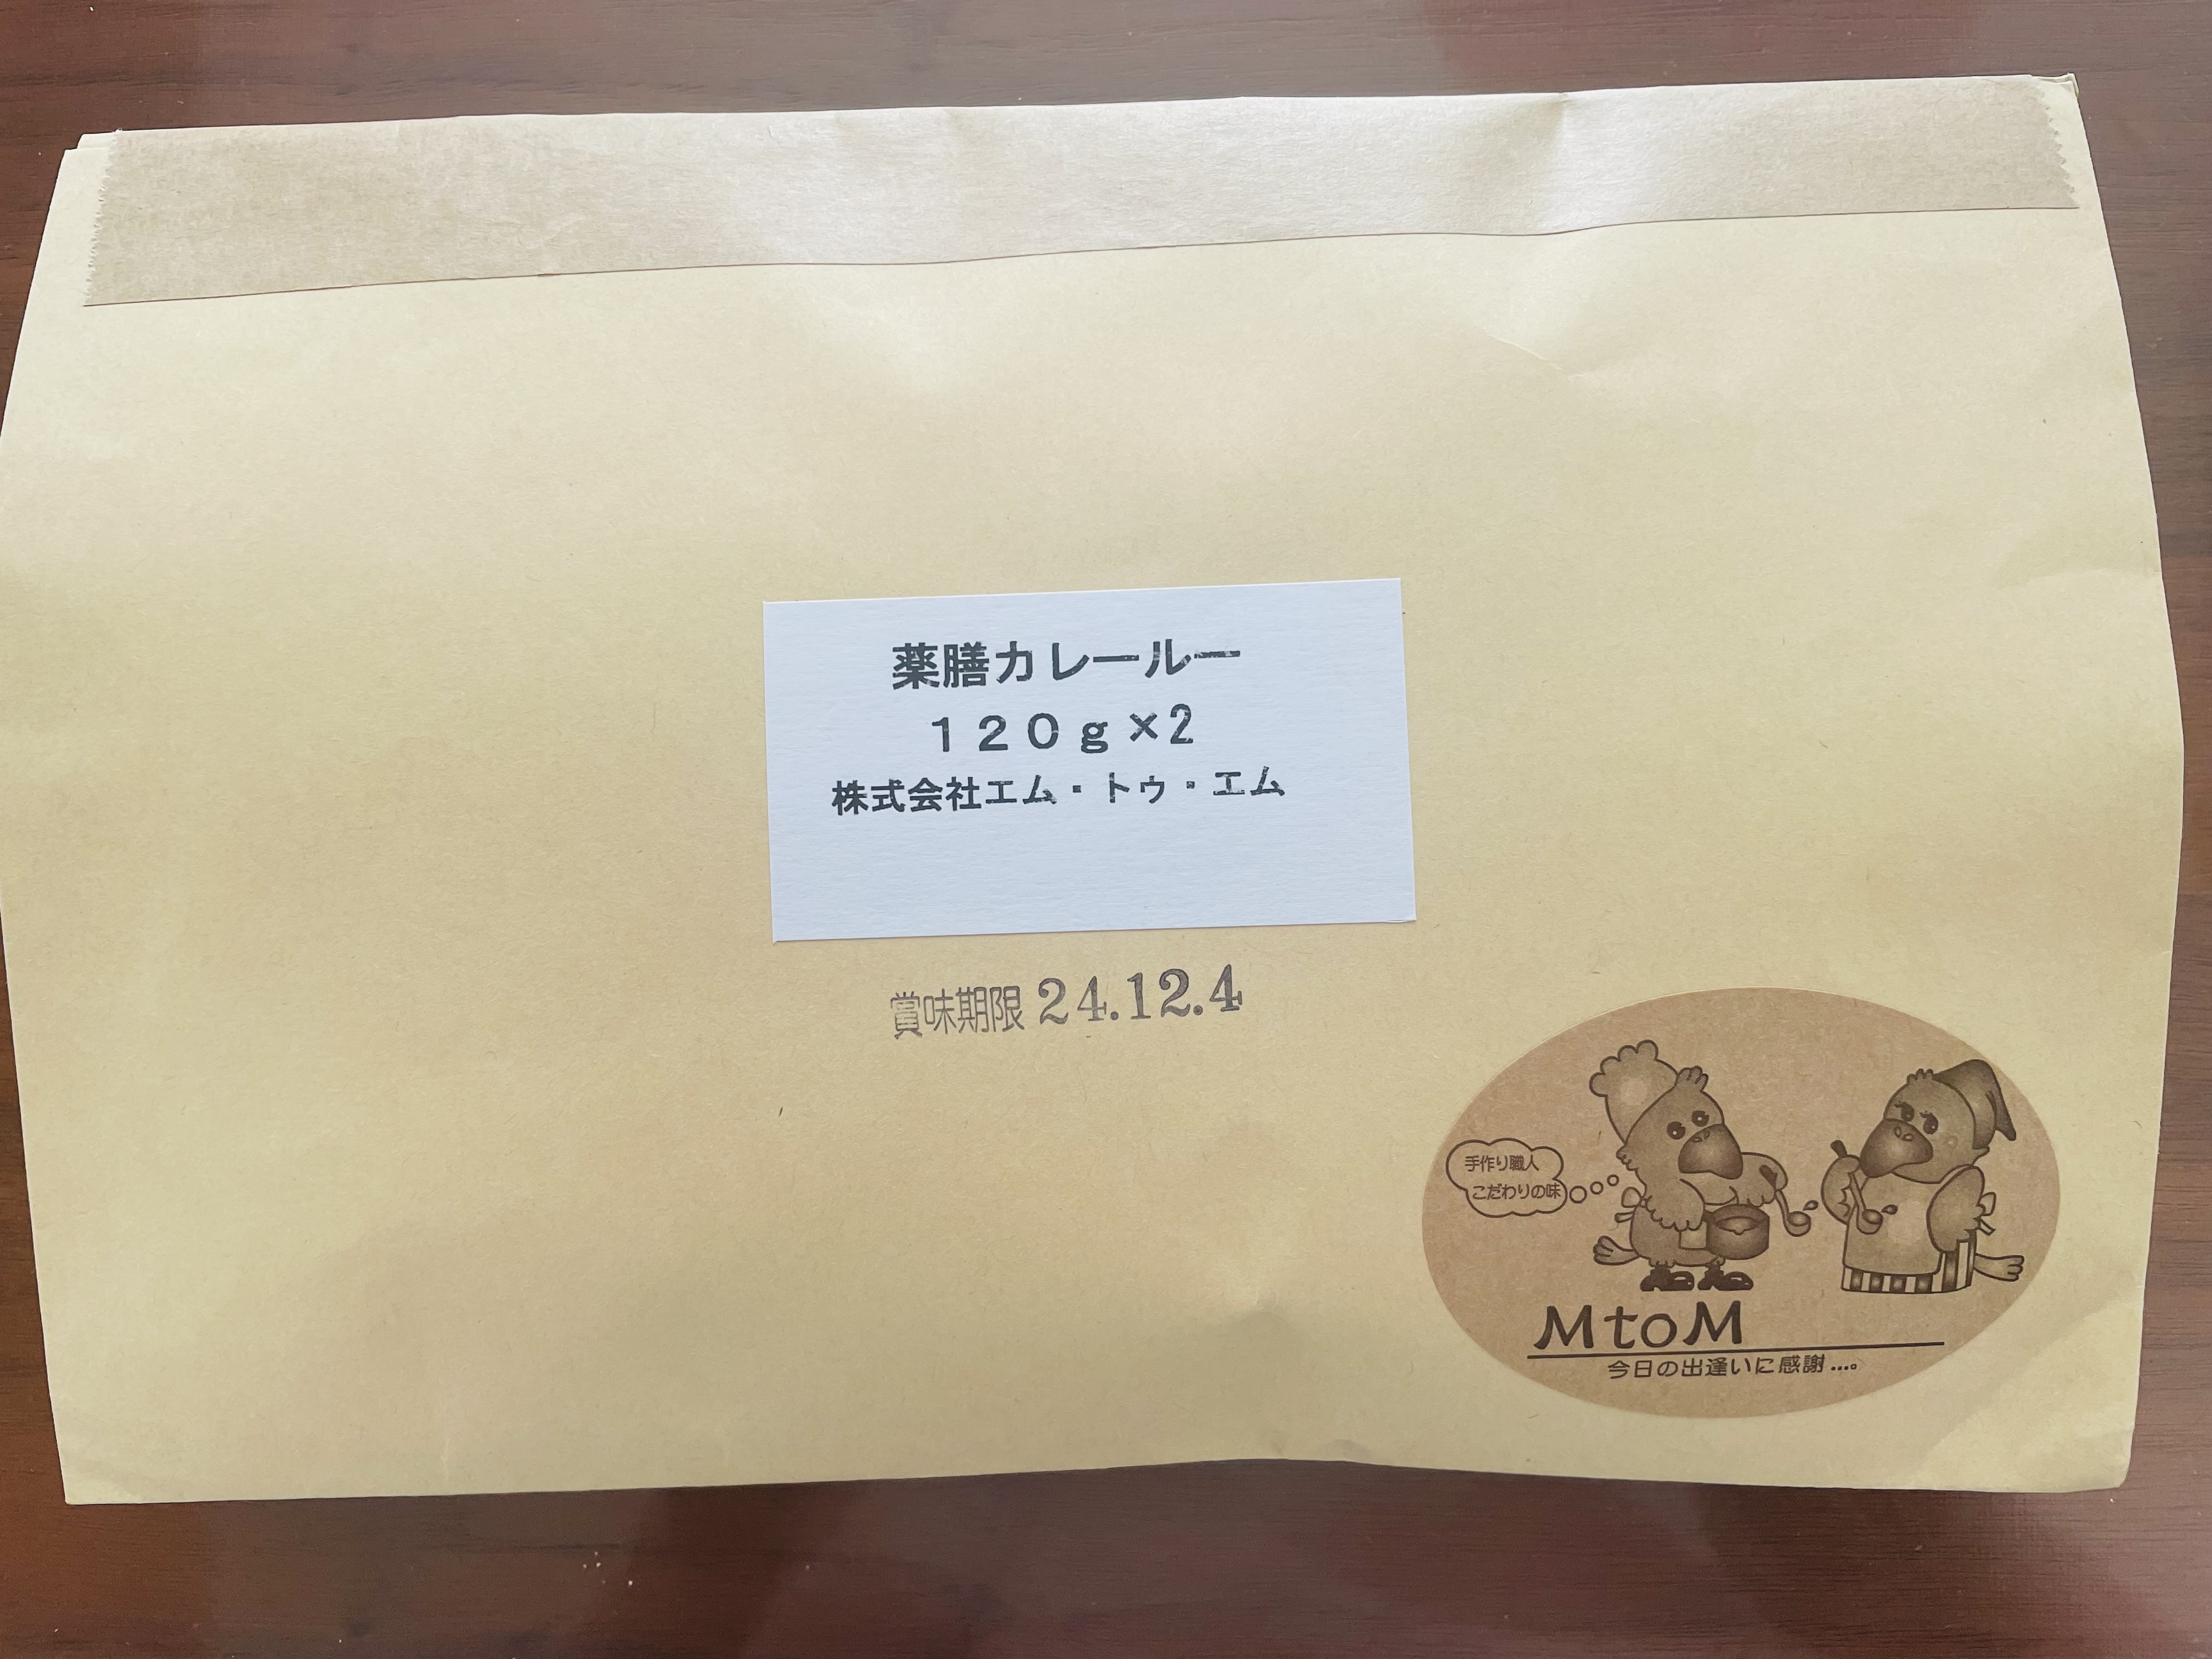 薬膳カレールー
１２０ｇ×2
株式会社エム・トゥ・エム
賞味期限 24.12.4
手作り職人
こだわりの味
MtoM
今日の出逢いに感謝…。